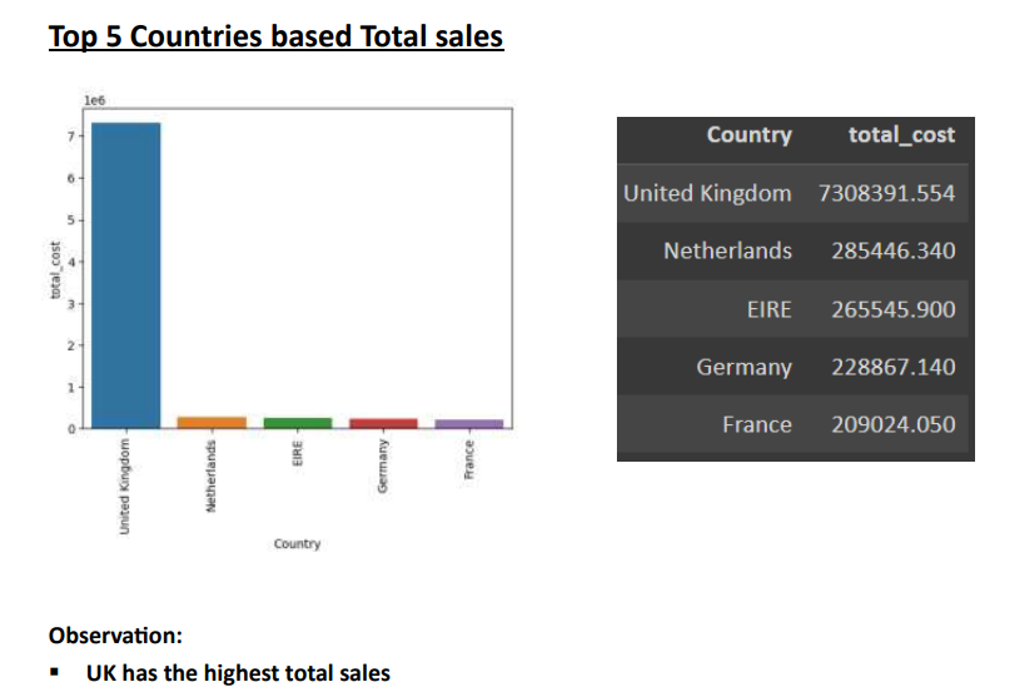 Top 5 Countries based Total sales
1e6
7
6
5
4
3
2
1
0
total_cost
United Kingdom
Netherlands
EIRE
Germany
France
Country
Country total_cost
United Kingdom 7308391.554
Netherlands 285446.340
EIRE 265545.900
Germany 228867.140
France 209024.050
Observation:
▪ UK has the highest total sales